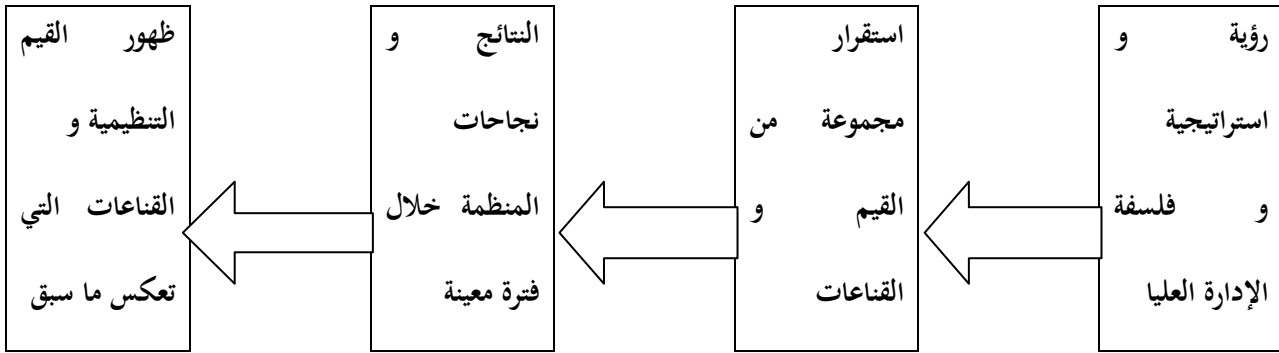 رؤية و
استراتيجية
و فلسفة
الإدارة العليا
استقرار
مجموعة من
القيم و
القناعات
النتائج و
نجاحات
المنظمة خلال
فترة معينة
ظهور القيم
التنظيمية و
القناعات التي
تعكس ما سبق